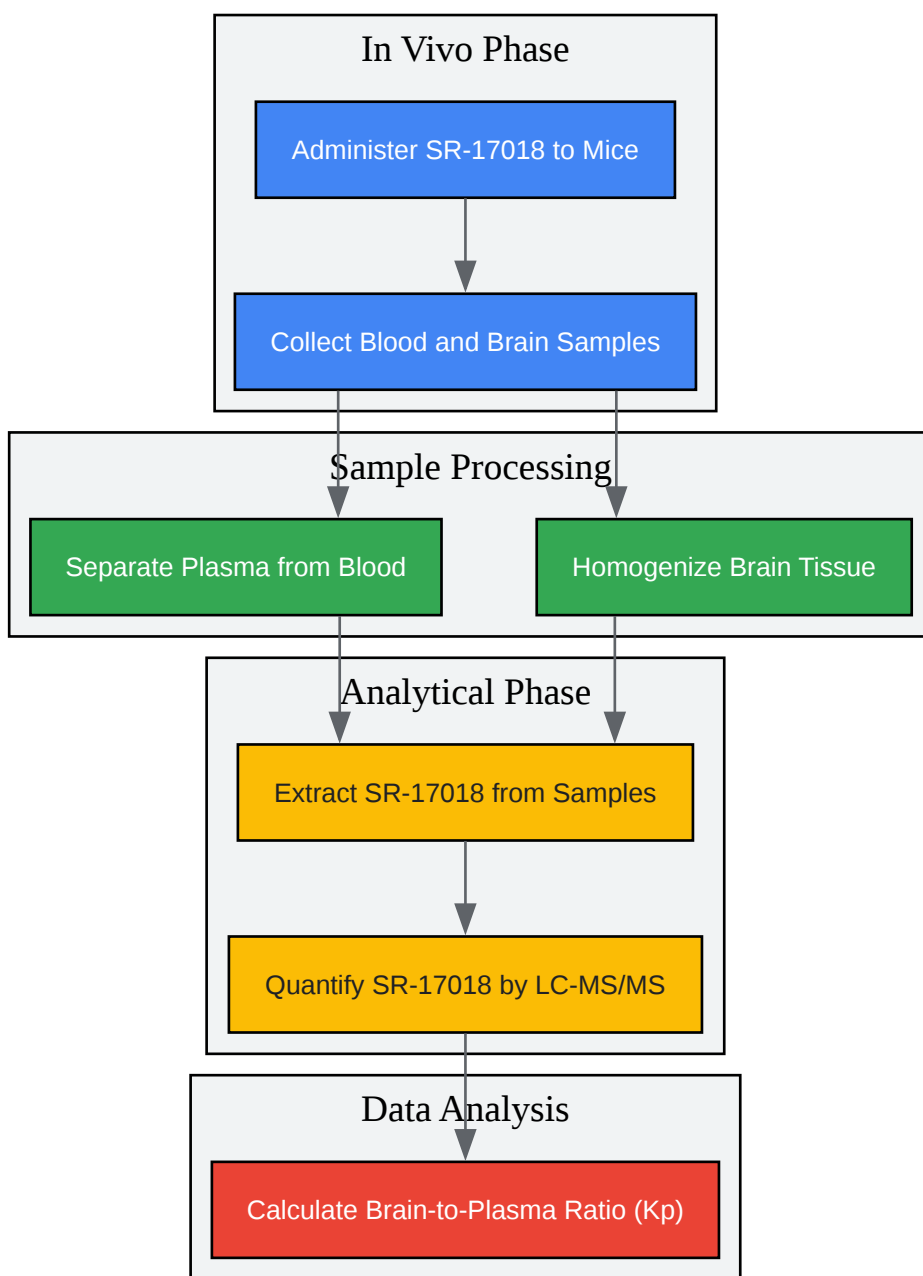 In Vivo Phase
Administer SR-17018 to Mice
Collect Blood and Brain Samples
Sample Processing
Separate Plasma from Blood
Homogenize Brain Tissue
Analytical Phase
Extract SR-17018 from Samples
Quantify SR-17018 by LC-MS/MS
Data Analysis
Calculate Brain-to-Plasma Ratio (Kp)